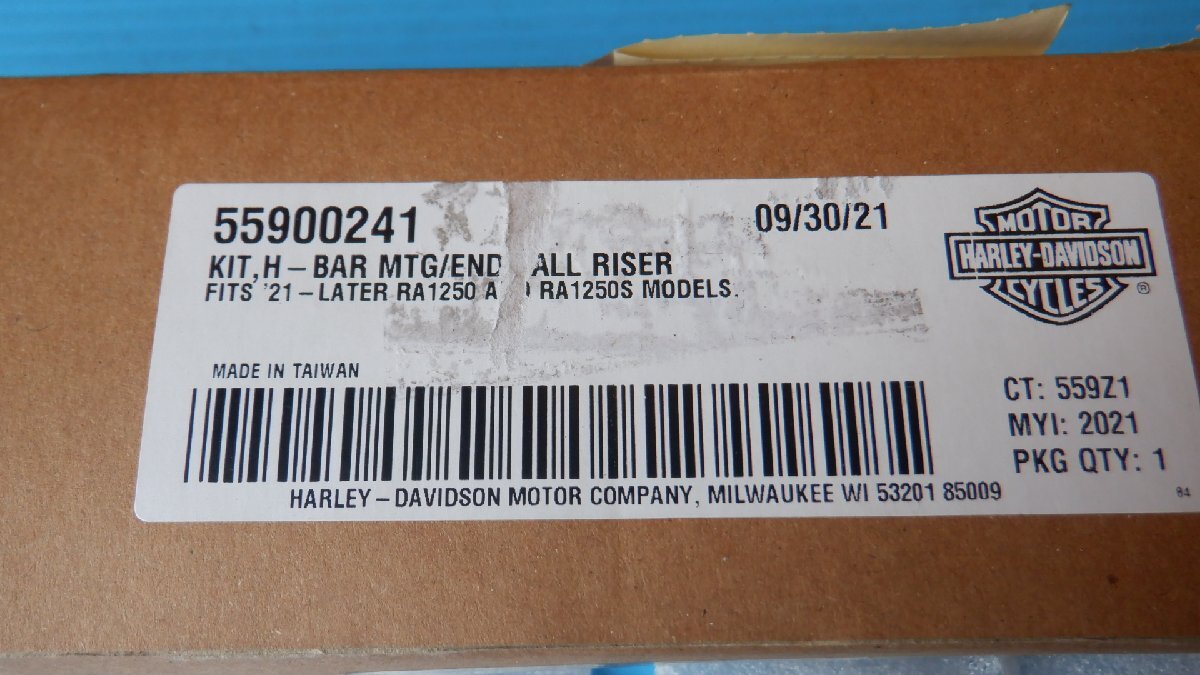 55900241
09/30/21
KIT, H-BAR MTG/END ALL RISER
FITS '21-LATER RA1250 RA1250S MODELS.
MADE IN TAIWAN
MOTOR
HARLEY-DAVIDSON
CYCLES
®
CT: 559Z1
MYI: 2021
PKG QTY: 1
HARLEY-DAVIDSON MOTOR COMPANY, MILWAUKEE WI 53201 85009
84